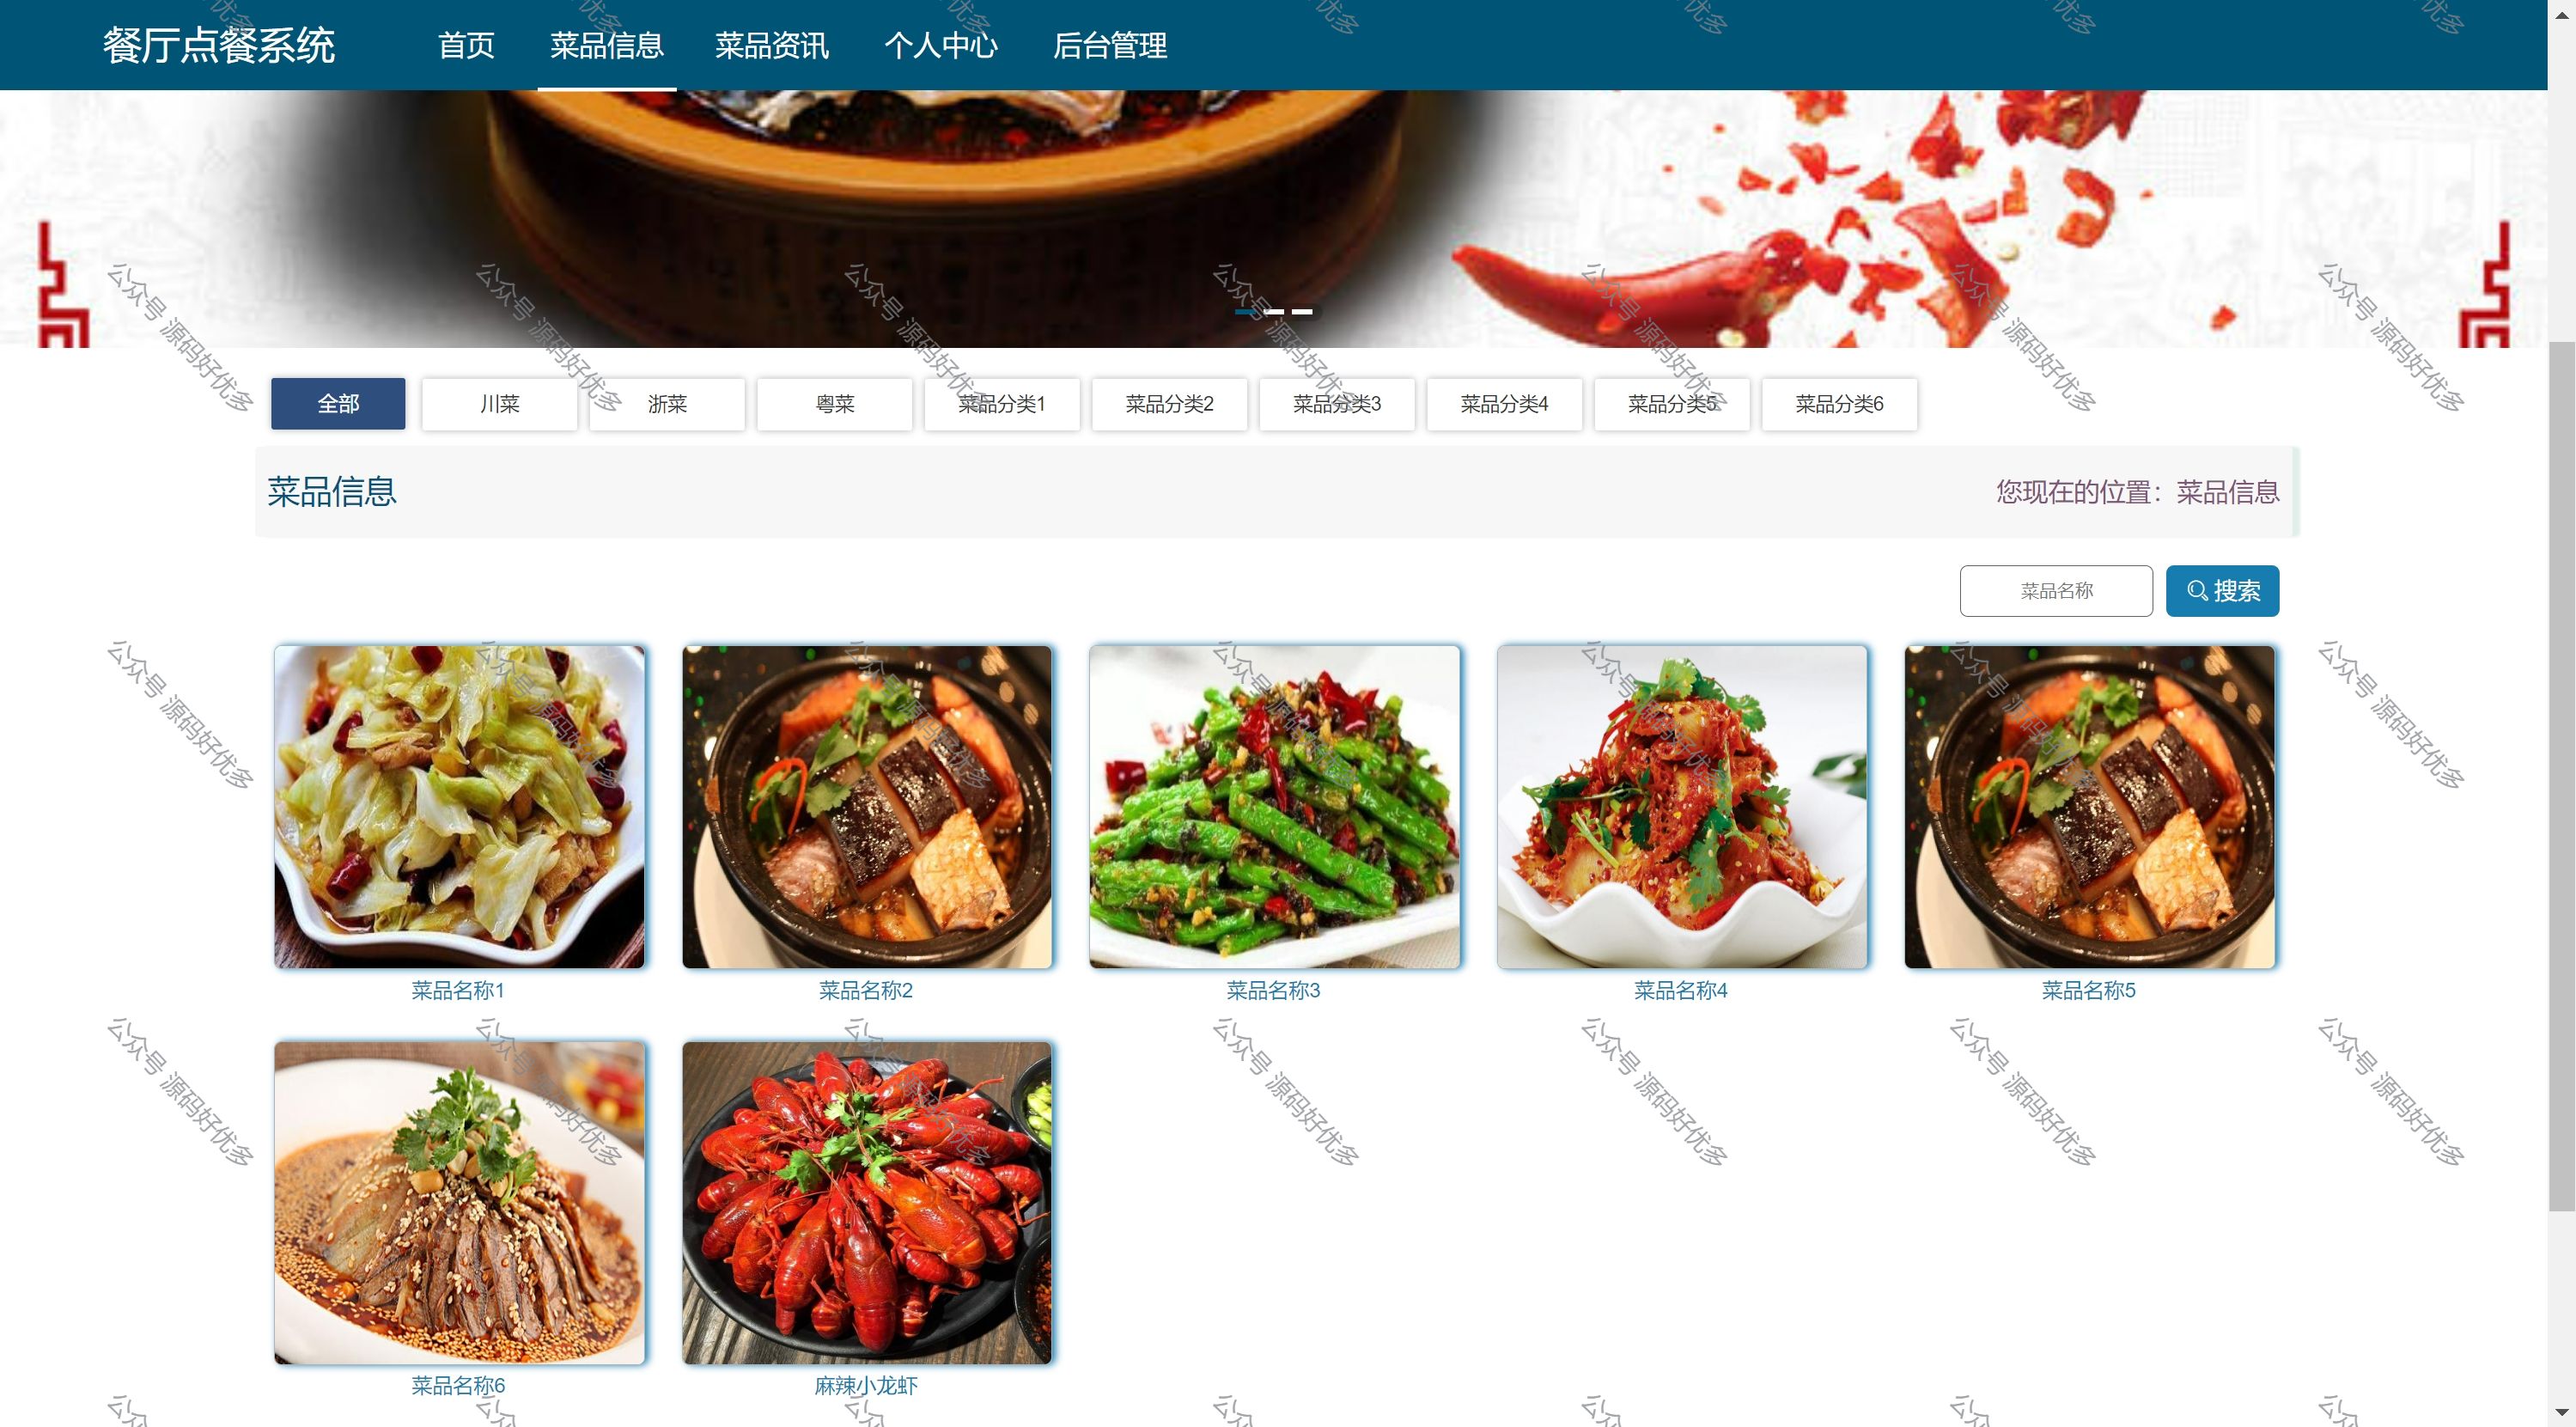 餐厅点餐系统 首页 菜品信息 菜品资讯 个人中心 后台管理
全部 川菜 浙菜 粤菜 菜品分类1 菜品分类2 菜品分类3 菜品分类4 菜品分类5 菜品分类6
菜品信息 您现在的位置：菜品信息
菜品名称 搜索
菜品名称1 菜品名称2 菜品名称3 菜品名称4 菜品名称5
菜品名称6 麻辣小龙虾
公众号 源码好优多